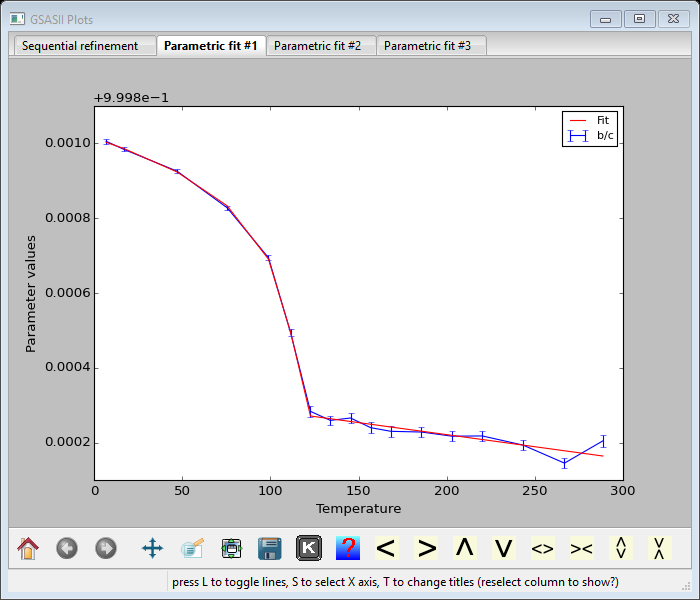 GSASII Plots
Sequential refinement Parametric fit #1 Parametric fit #2 Parametric fit #3
+9.998e−1
Fit
b/c
0.0010
0.0008
0.0006
0.0004
0.0002
Parameter values
0 50 100 150 200 250 300
Temperature
K ? < > Λ V <> >< 
press L to toggle lines, S to select X axis, T to change titles (reselect column to show?)